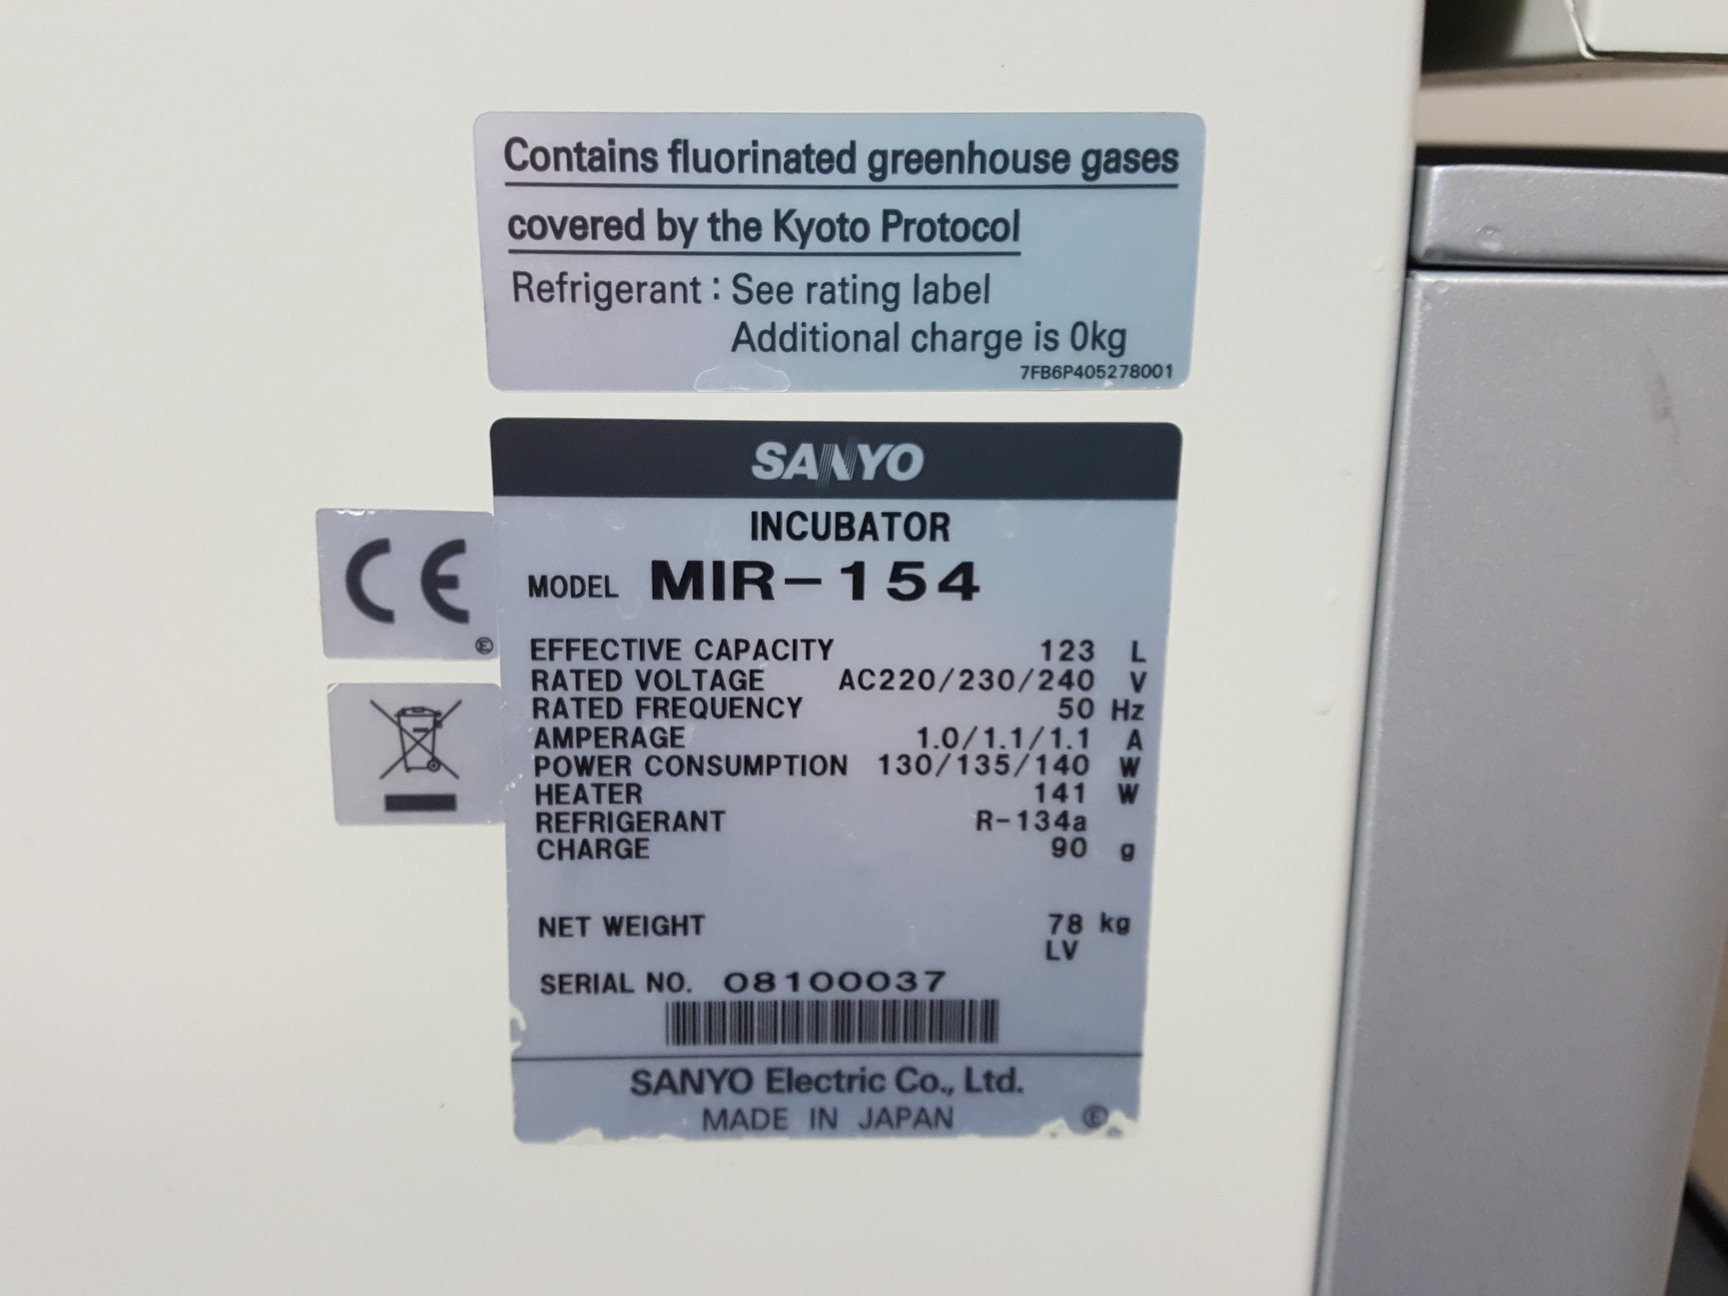 Contains fluorinated greenhouse gases
covered by the Kyoto Protocol
Refrigerant : See rating label
Additional charge is 0kg
7FB6P405278001
SANYO
INCUBATOR
MODEL MIR-154
CE
E
EFFECTIVE CAPACITY 123 L
RATED VOLTAGE AC220/230/240 V
RATED FREQUENCY 50 Hz
AMPERAGE 1.0/1.1/1.1 A
POWER CONSUMPTION 130/135/140 W
HEATER 141 W
REFRIGERANT R-134a
CHARGE 90 g
NET WEIGHT 78 kg
LV
SERIAL NO. 08100037
SANYO Electric Co., Ltd.
MADE IN JAPAN E